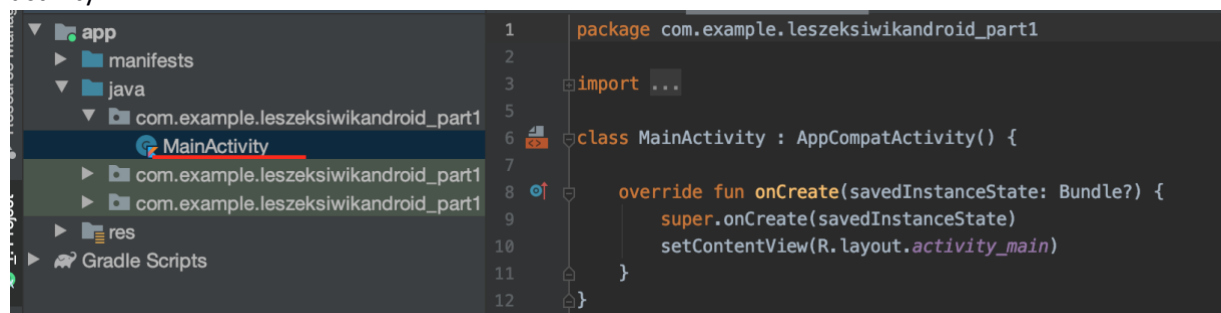 app
manifests
java
com.example.leszeksiwikandroid_part1
MainActivity
com.example.leszeksiwikandroid_part1
com.example.leszeksiwikandroid_part1
res
Gradle Scripts
1 package com.example.leszeksiwikandroid_part1
2
3 import ...
5
6 class MainActivity : AppCompatActivity() {
7
8 override fun onCreate(savedInstanceState: Bundle?) {
9 super.onCreate(savedInstanceState)
10 setContentView(R.layout.activity_main)
11 }
12 }